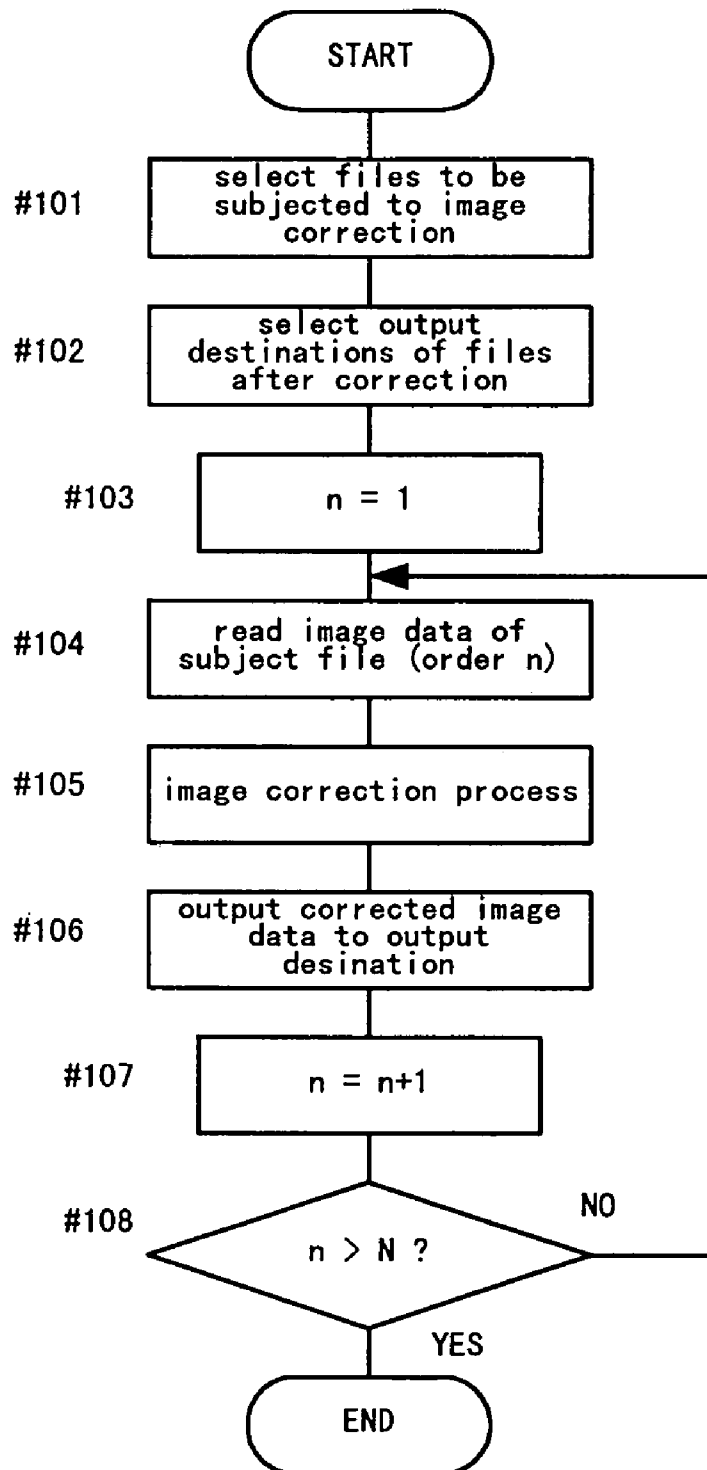 START
#101
select files to be
subjected to image
correction
#102
select output
destinations of files
after correction
#103
n = 1
#104
read image data of
subject file (order n)
#105
image correction process
#106
output corrected image
data to output
desination
#107
n = n+1
#108
n > N ?
NO
YES
END